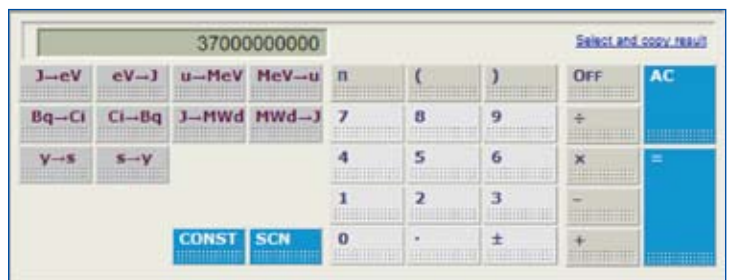 37000000000 Select and copy result
J→eV eV→J u→MeV MeV→u π ( ) OFF AC
Bq→Ci Ci→Bq J→MWd MWd→J 7 8 9 ÷
y→s s→y 4 5 6 × =
1 2 3 -
CONST SCN 0 · ± +